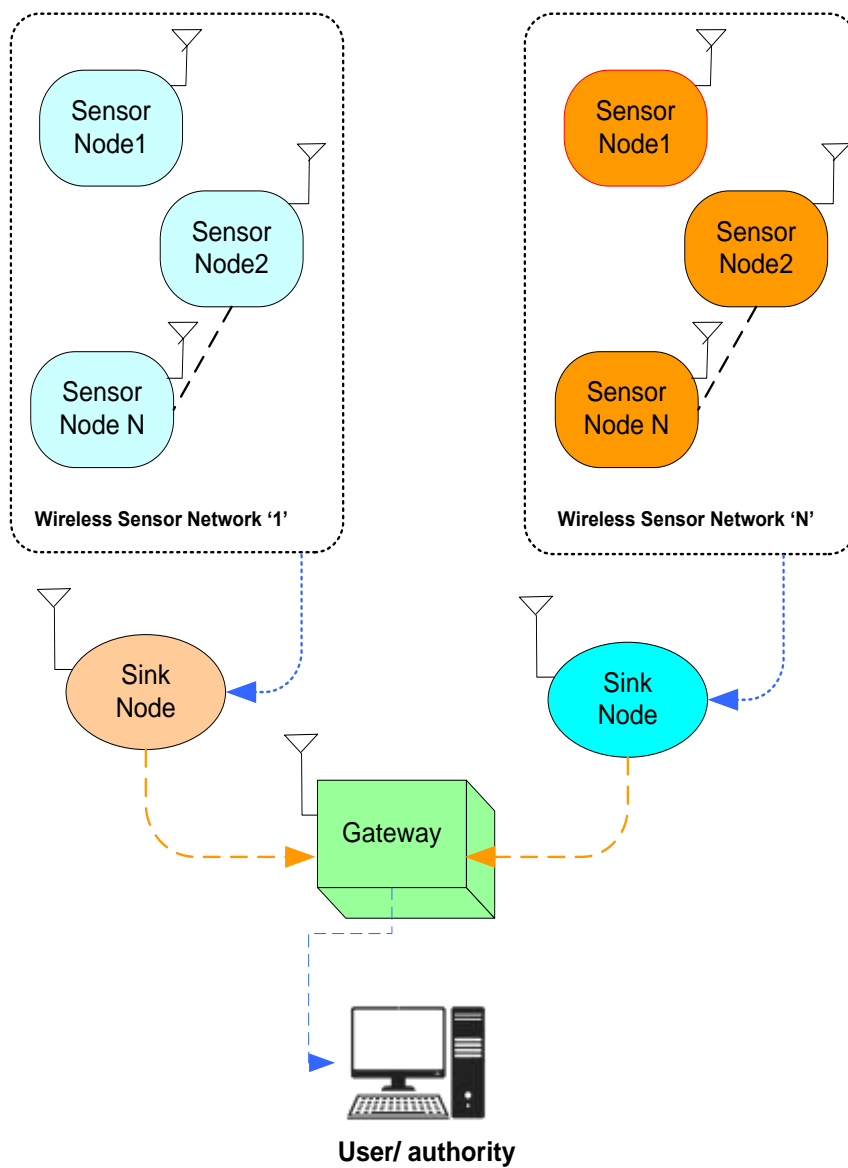 Sensor
Node1
Sensor
Node2
Sensor
Node N
Wireless Sensor Network ‘1’
Sensor
Node1
Sensor
Node2
Sensor
Node N
Wireless Sensor Network ‘N’
Sink
Node
Sink
Node
Gateway
User/ authority